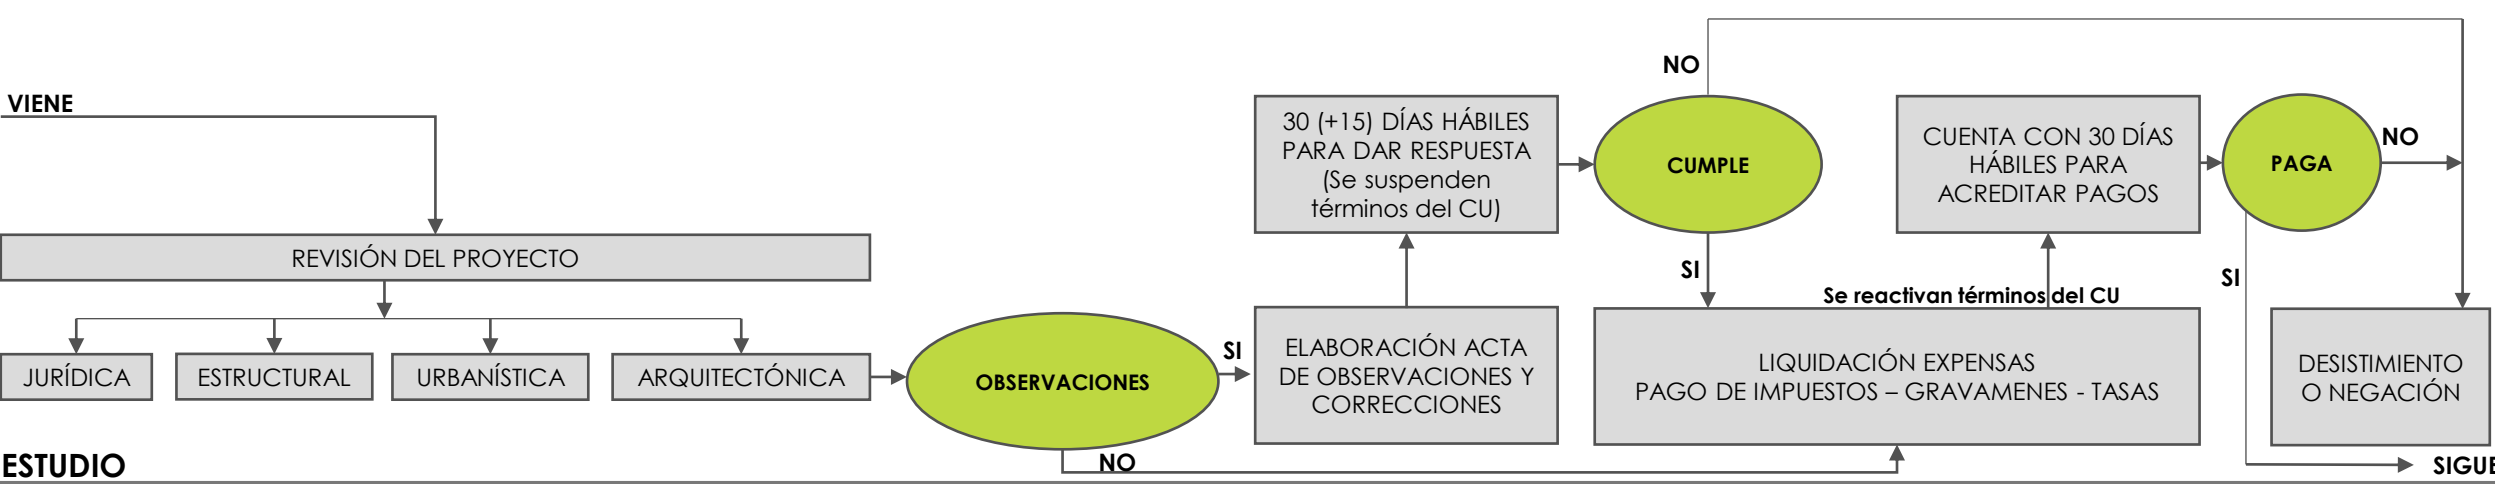 VIENE
REVISIÓN DEL PROYECTO
JURÍDICA
ESTRUCTURAL
URBANÍSTICA
ARQUITECTÓNICA
OBSERVACIONES
SI
NO
ELABORACIÓN ACTA
DE OBSERVACIONES Y
CORRECCIONES
30 (+15) DÍAS HÁBILES
PARA DAR RESPUESTA
(Se suspenden
términos del CU)
CUMPLE
NO
SI
LIQUIDACIÓN EXPENSAS
PAGO DE IMPUESTOS – GRAVAMENES - TASAS
Se reactivan términos del CU
CUENTA CON 30 DÍAS
HÁBILES PARA
ACREDITAR PAGOS
PAGA
NO
SI
DESISTIMIENTO
O NEGACIÓN
SIGUE
ESTUDIO